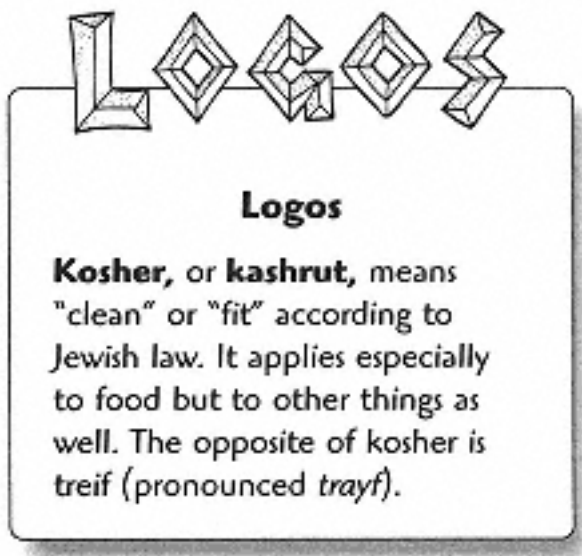 LOGOS
Logos
Kosher, or kashrut, means
"clean" or "fit" according to
Jewish law. It applies especially
to food but to other things as
well. The opposite of kosher is
treif (pronounced trayf).